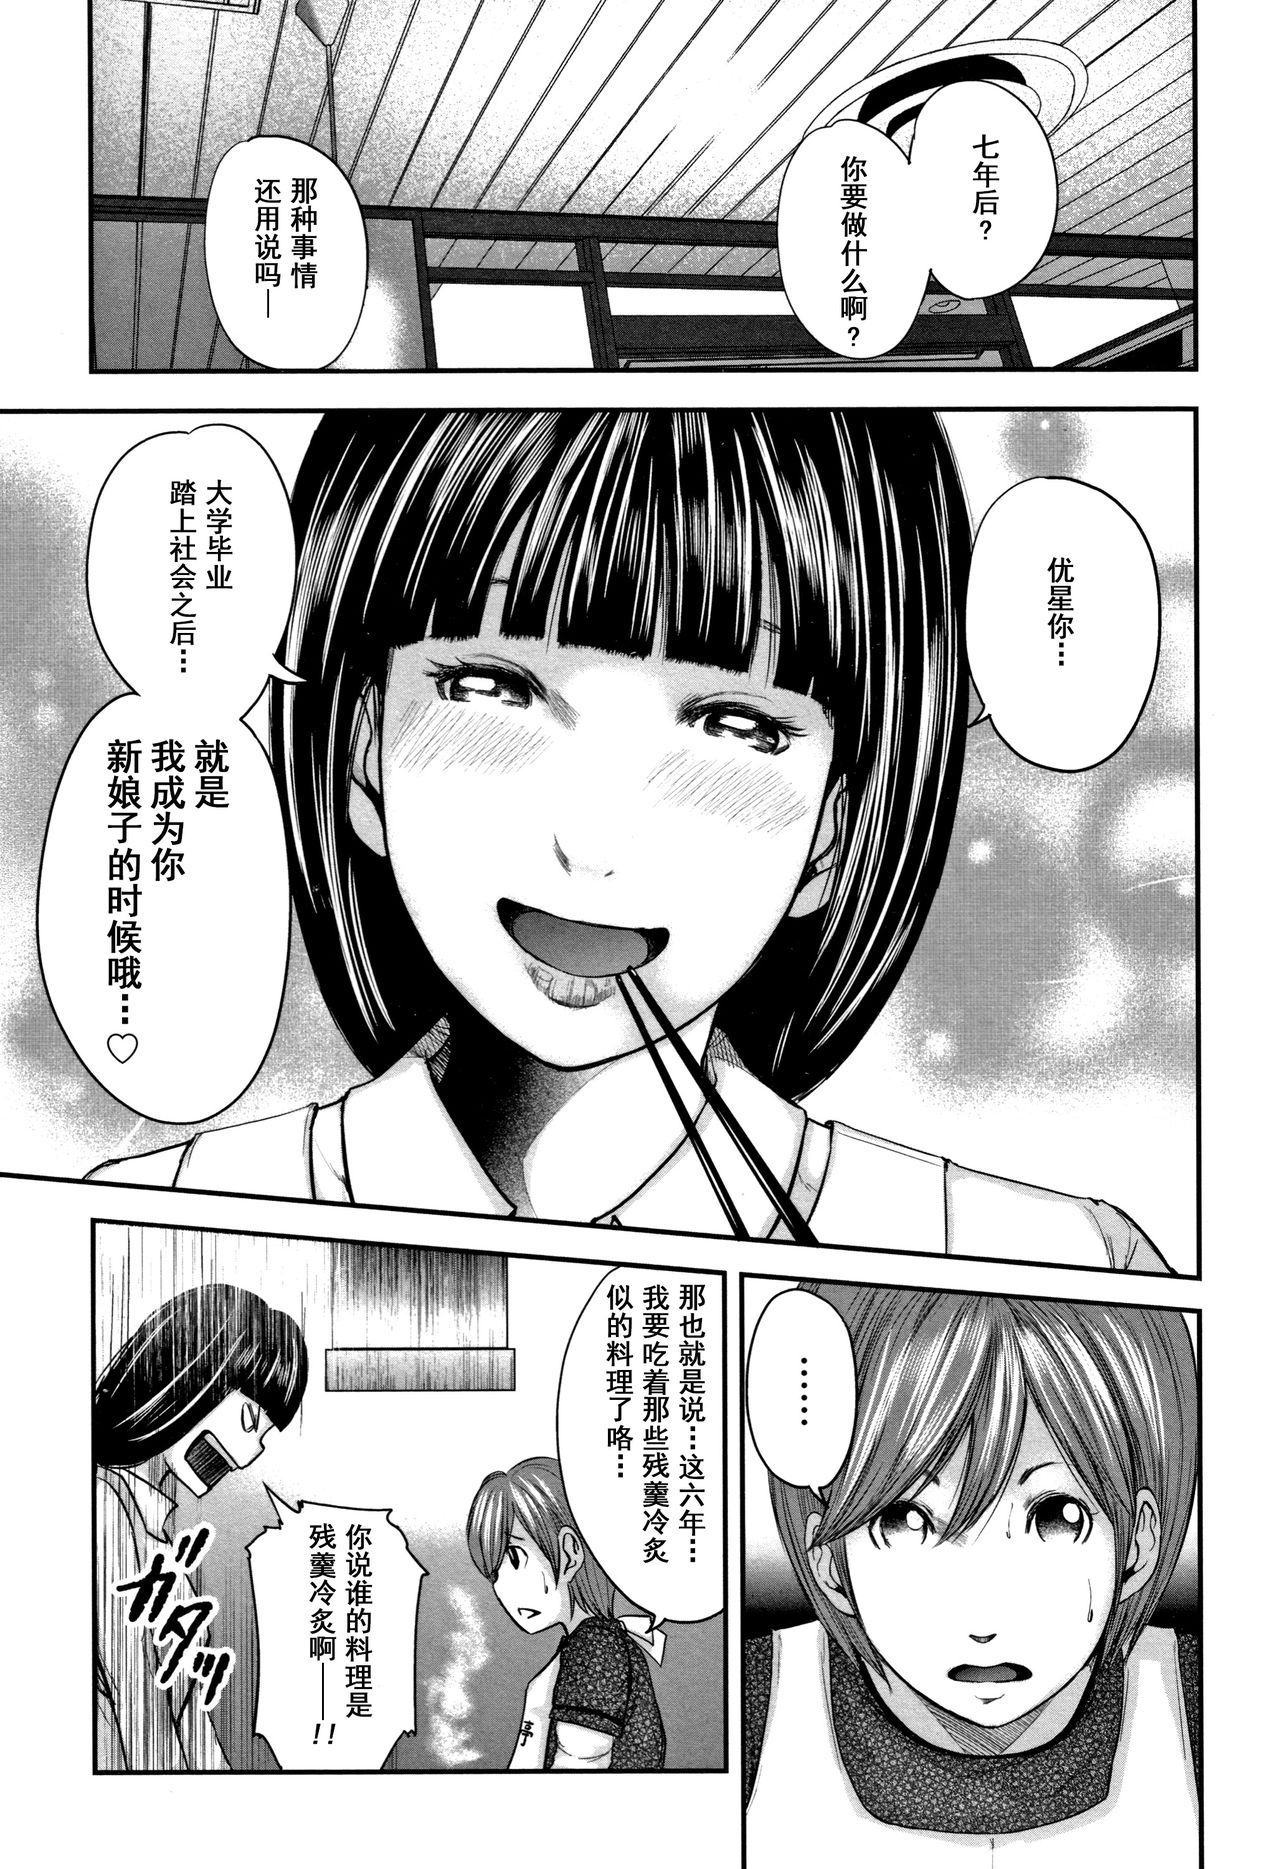 七年后?
你要做什么啊?
那种事情
还用说吗—
优星你…
大学毕业
踏上社会之后…
就是
我成为你
新娘子的时候哦…♡
……
那也就是说…这六年…
我要吃着那些残羹冷炙
似的料理了咯…
你说谁的料理是
残羹冷炙啊——!!
ガタッ
亭